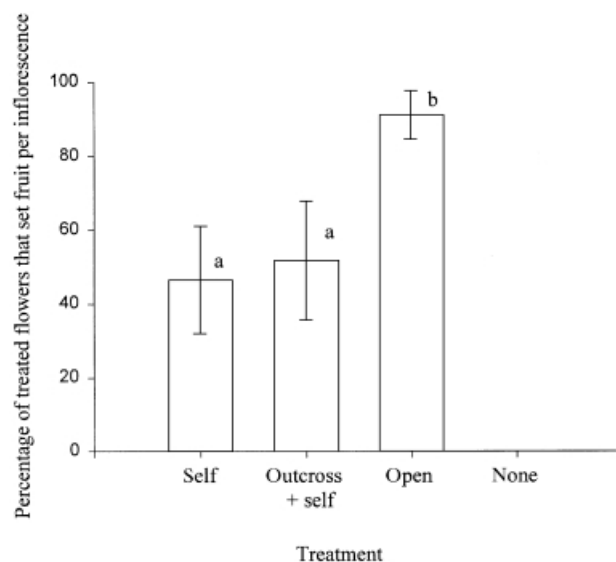 Percentage of treated flowers that set fruit per inflorescence
100
80
60
40
20
0
a
a
b
Self
Outcross
+ self
Open
None
Treatment